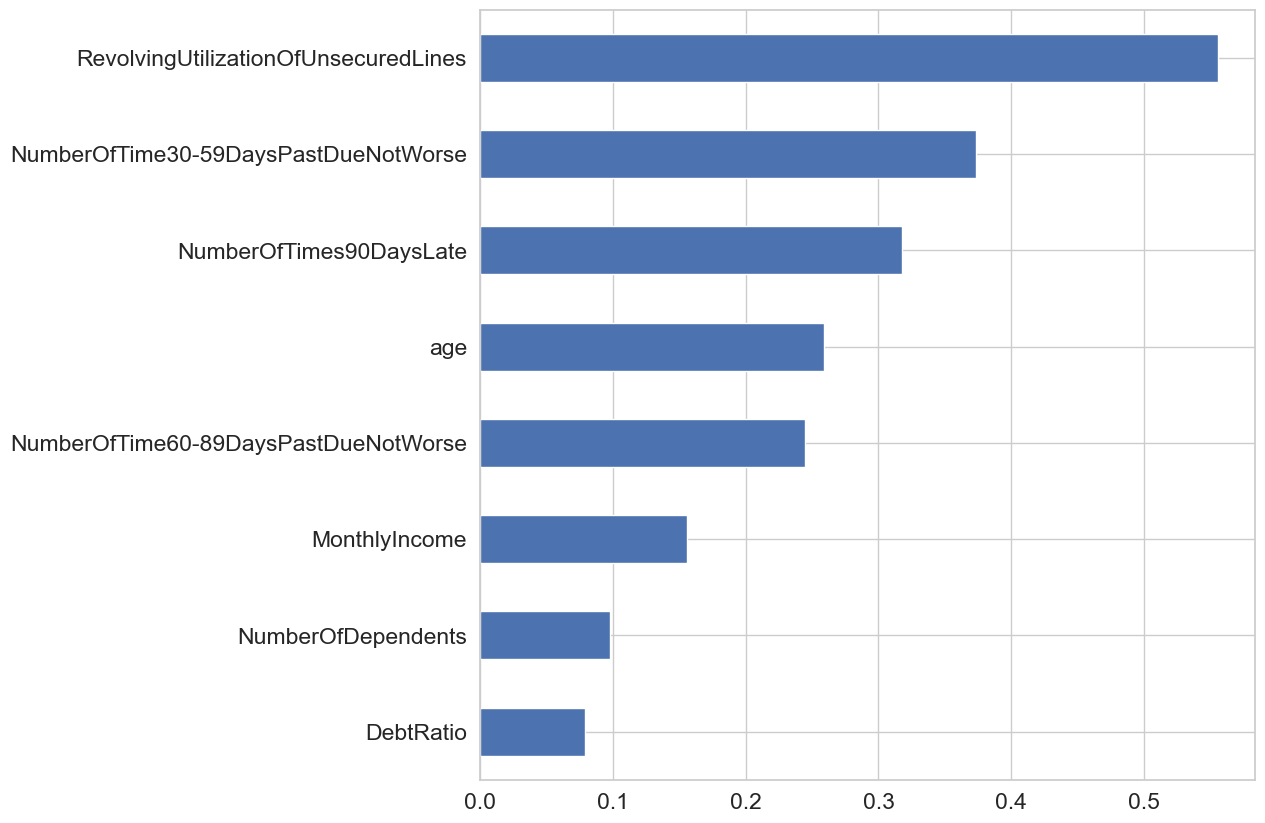 RevolvingUtilizationOfUnsecuredLines
NumberOfTime30-59DaysPastDueNotWorse
NumberOfTimes90DaysLate
age
NumberOfTime60-89DaysPastDueNotWorse
MonthlyIncome
NumberOfDependents
DebtRatio
0.0 0.1 0.2 0.3 0.4 0.5